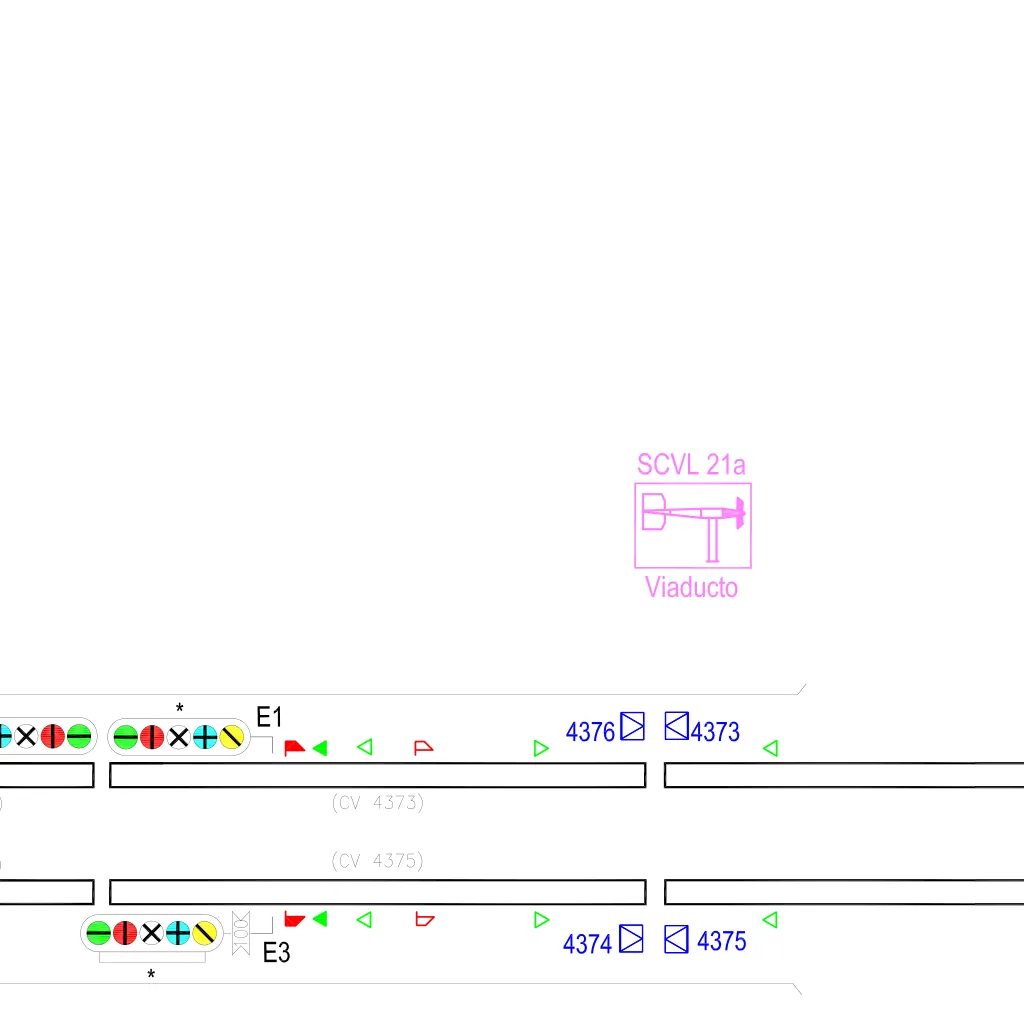 SCVL 21a
Viaducto
*
E1
4376
4373
)
(CV 4373)
)
(CV 4375)
E3
4374
4375
*